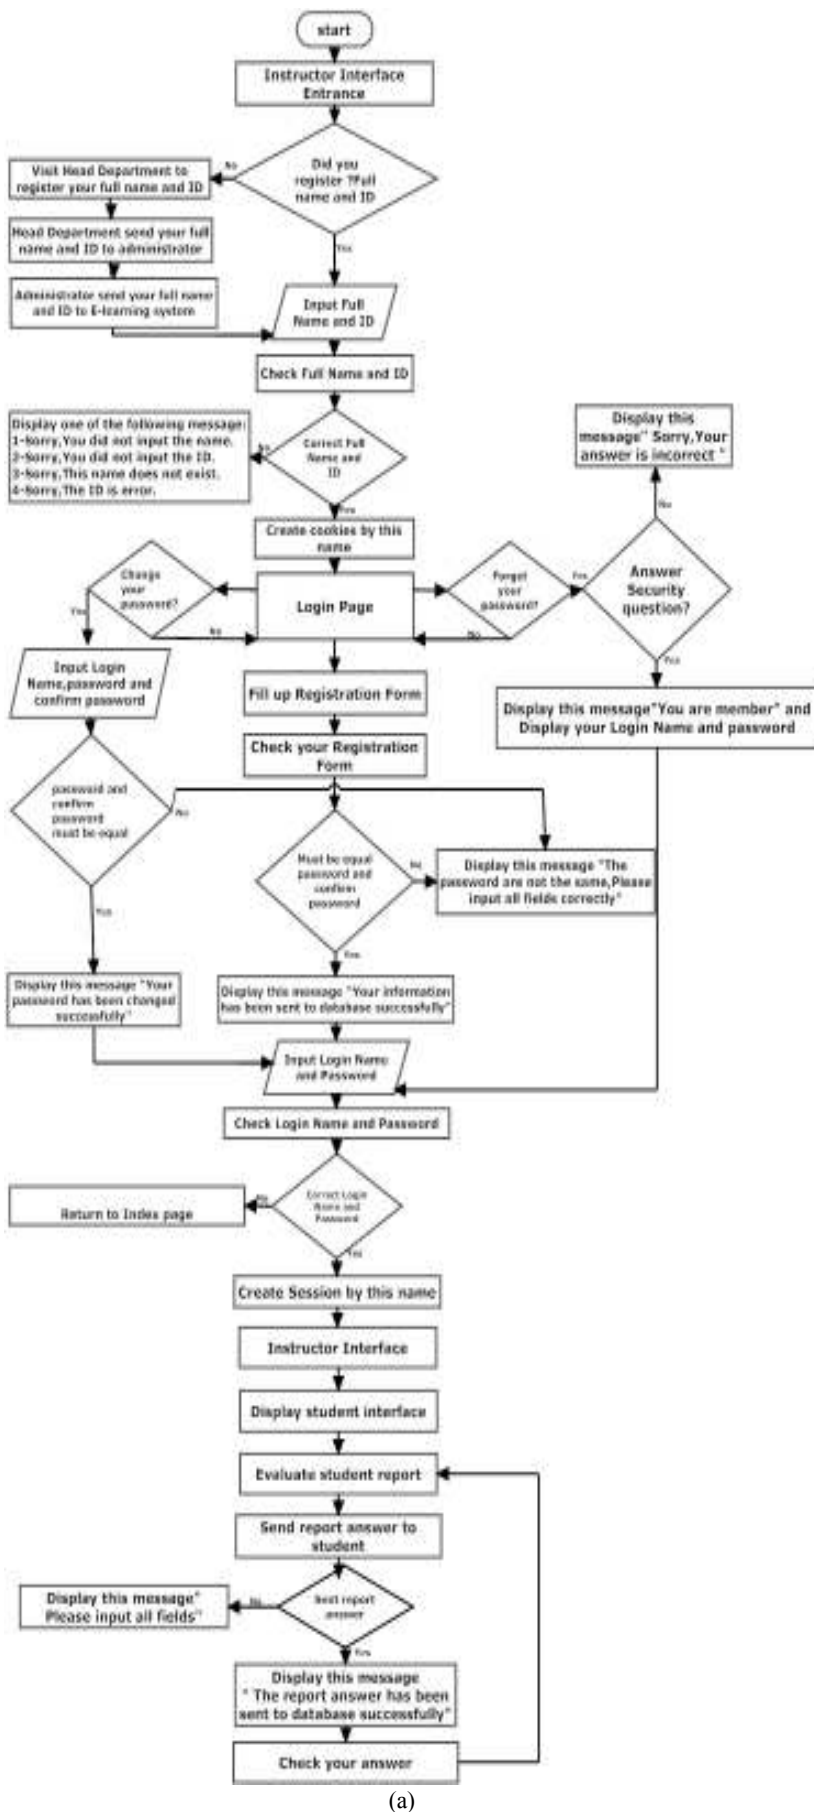 start
Instructor Interface
Entrance
Did you
register ?Full
name and ID
No
Visit Head Department to
register your full name and ID
Head Department send your full
name and ID to administrator
Yes
Administrator send your full name
and ID to E-learning system
Input Full
Name and ID
Check Full Name and ID
Display one of the following message:
1-Sorry,You did not input the name.
2-Sorry,You did not input the ID.
3-Sorry,This name does not exist.
4-Sorry,The ID is error.
No
Correct Full
Name and
ID
Display this
message" Sorry,Your
answer is incorrect "
Yes
No
Create cookies by this
name
Change
your
password?
Login Page
Forget
your
password?
Yes
Answer
Security
question?
Yes
No
No
Yes
Input Login
Name,password and
confirm password
Fill up Registration Form
Display this message"You are member" and
Display your Login Name and password
Check your Registration
Form
password and
confirm
password
must be equal
No
Must be equal
password and
confirm
password
No
Display this message "The
password are not the same,Please
input all fields correctly"
Yes
Yes
Display this message "Your
password has been changed
successfully"
Display this message "Your information
has been sent to database successfully"
Input Login Name
and Password
Check Login Name and Password
Correct Login
Name and
Password
No
Return to Index page
Yes
Create Session by this name
Instructor Interface
Display student interface
Evaluate student report
Send report answer to
student
Display this message"
Please input all fields"
No
Sent report
answer
Yes
Display this message
" The report answer has been
sent to database successfully"
Check your answer
(a)